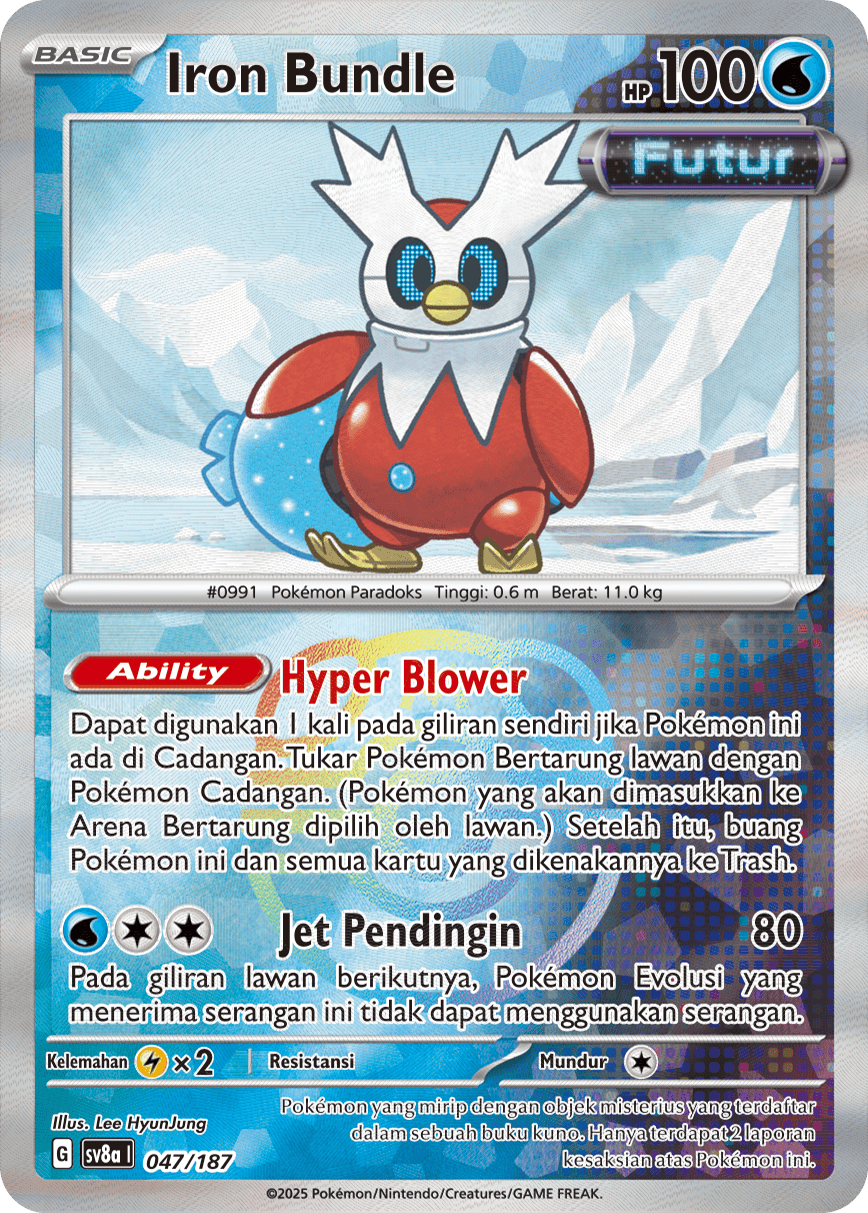 BASIC
Iron Bundle
HP 100
Futur
#0991 Pokémon Paradoks Tinggi: 0.6 m Berat: 11.0 kg
Ability Hyper Blower
Dapat digunakan 1 kali pada giliran sendiri jika Pokémon ini
ada di Cadangan. Tukar Pokémon Bertarung lawan dengan
Pokémon Cadangan. (Pokémon yang akan dimasukkan ke
Arena Bertarung dipilih oleh lawan.) Setelah itu, buang
Pokémon ini dan semua kartu yang dikenakannya ke Trash.
Jet Pendingin 80
Pada giliran lawan berikutnya, Pokémon Evolusi yang
menerima serangan ini tidak dapat menggunakan serangan.
Kelemahan ×2 Resistansi Mundur
Illus. Lee HyunJung
Pokémon yang mirip dengan objek misterius yang terdaftar
dalam sebuah buku kuno. Hanya terdapat 2 laporan
kesaksian atas Pokémon ini.
G sv8a I 047/187
©2025 Pokémon/Nintendo/Creatures/GAME FREAK.